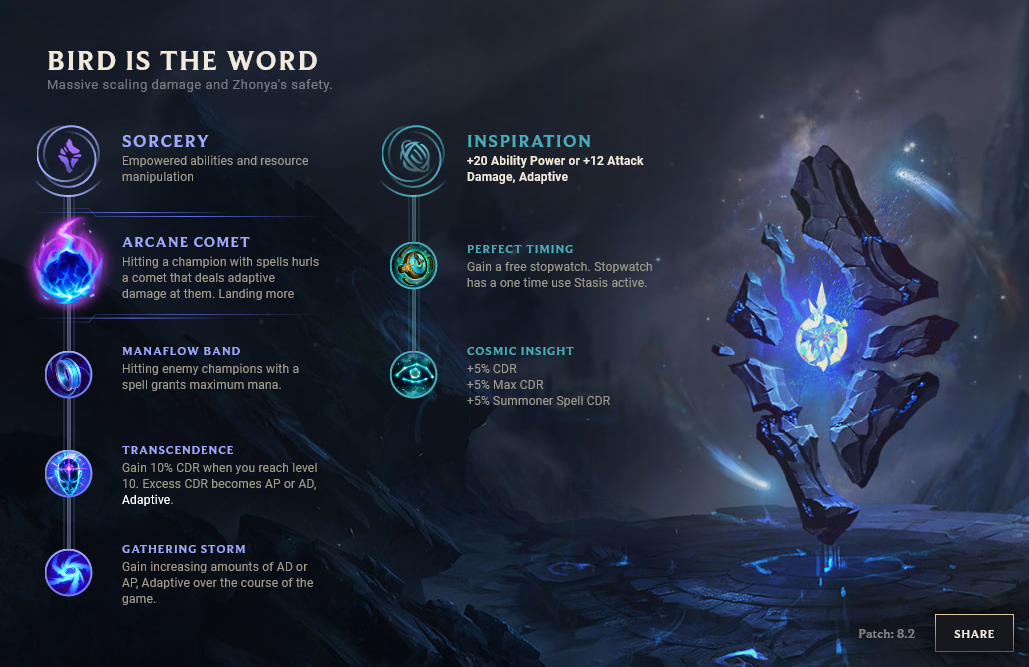 BIRD IS THE WORD
Massive scaling damage and Zhonya's safety.
SORCERY
Empowered abilities and resource
manipulation
ARCANE COMET
Hitting a champion with spells hurls
a comet that deals adaptive
damage at them. Landing more
MANAFLOW BAND
Hitting enemy champions with a
spell grants maximum mana.
TRANSCENDENCE
Gain 10% CDR when you reach level
10. Excess CDR becomes AP or AD,
Adaptive.
GATHERING STORM
Gain increasing amounts of AD or
AP, Adaptive over the course of the
game.
INSPIRATION
+20 Ability Power or +12 Attack
Damage, Adaptive
PERFECT TIMING
Gain a free stopwatch. Stopwatch
has a one time use Stasis active.
COSMIC INSIGHT
+5% CDR
+5% Max CDR
+5% Summoner Spell CDR
Patch: 8.2
SHARE